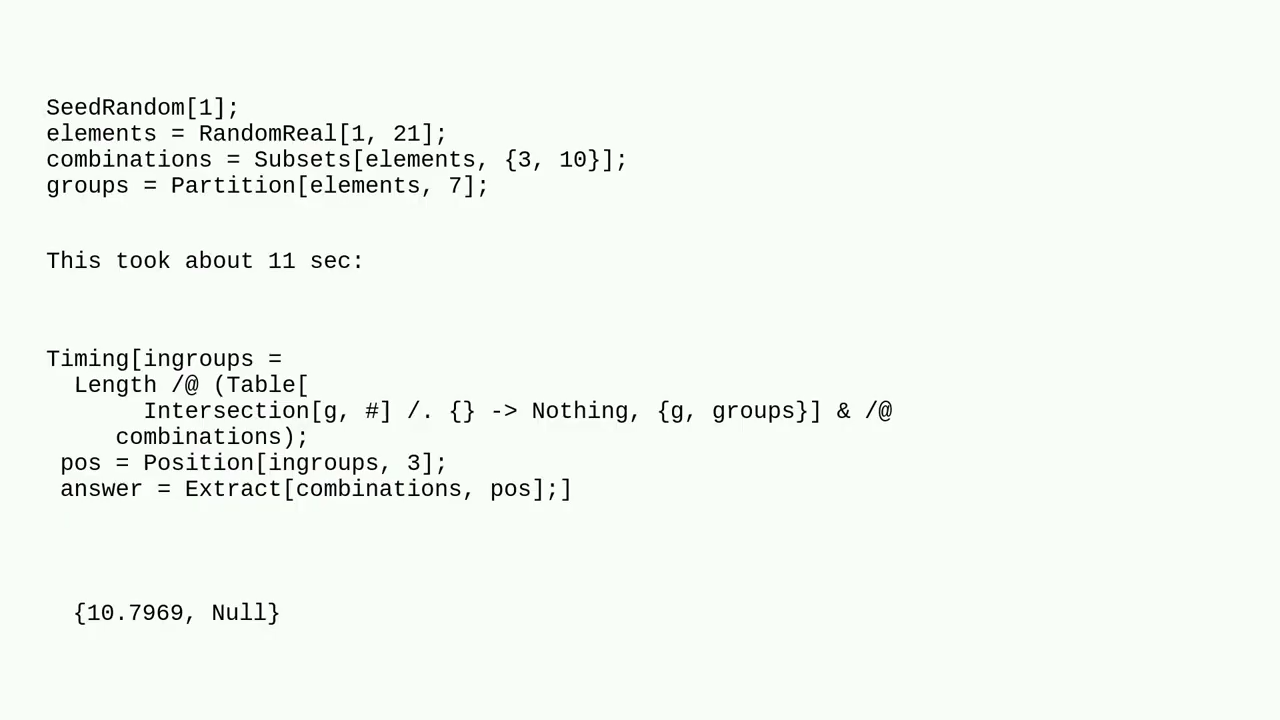 SeedRandom[1];
elements = RandomReal[1, 21];
combinations = Subsets[elements, {3, 10}];
groups = Partition[elements, 7];
This took about 11 sec:
Timing[ingroups =
Length /@ (Table[
Intersection[g, #] /. {} -> Nothing, {g, groups}] & /@
combinations);
pos = Position[ingroups, 3];
answer = Extract[combinations, pos];]
{10.7969, Null}